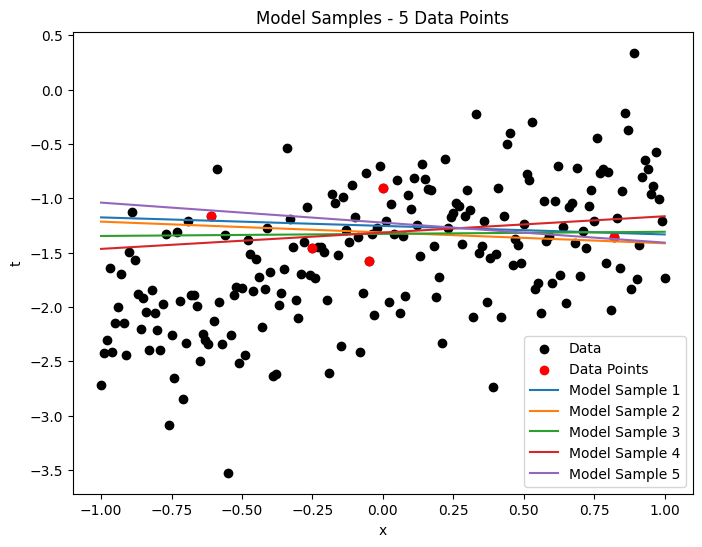 Model Samples - 5 Data Points
t
0.5
0.0
-0.5
-1.0
-1.5
-2.0
-2.5
-3.0
-3.5
Data
Data Points
Model Sample 1
Model Sample 2
Model Sample 3
Model Sample 4
Model Sample 5
-1.00 -0.75 -0.50 -0.25 0.00 0.25 0.50 0.75 1.00
x